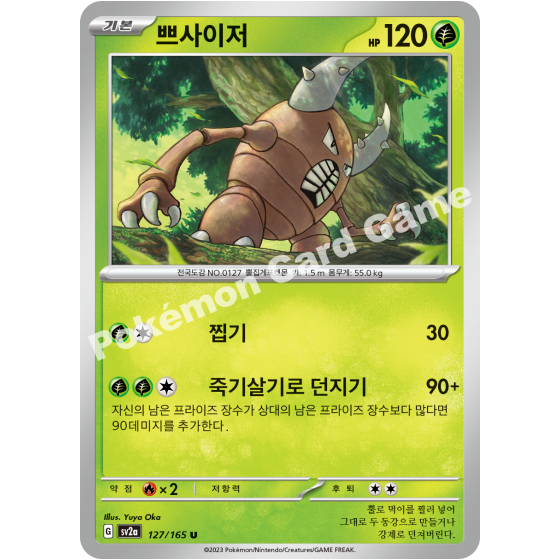 기본 쁘사이저 HP 120
전국도감 NO.0127 뿔집게포켓몬 키: 1.5 m 몸무게: 55.0 kg
Pokémon Card Game
찝기 30
죽기살기로 던지기 90+
자신의 남은 프라이즈 장수가 상대의 남은 프라이즈 장수보다 많다면
90데미지를 추가한다.
약점 ×2 저항력 후퇴
Illus. Yuya Oka
G sv2a 127/165 U
뿔로 먹이를 찔러 넣어
그대로 두 동강으로 만들거나
강제로 던져버린다.
©2023 Pokémon/Nintendo/Creatures/GAME FREAK.